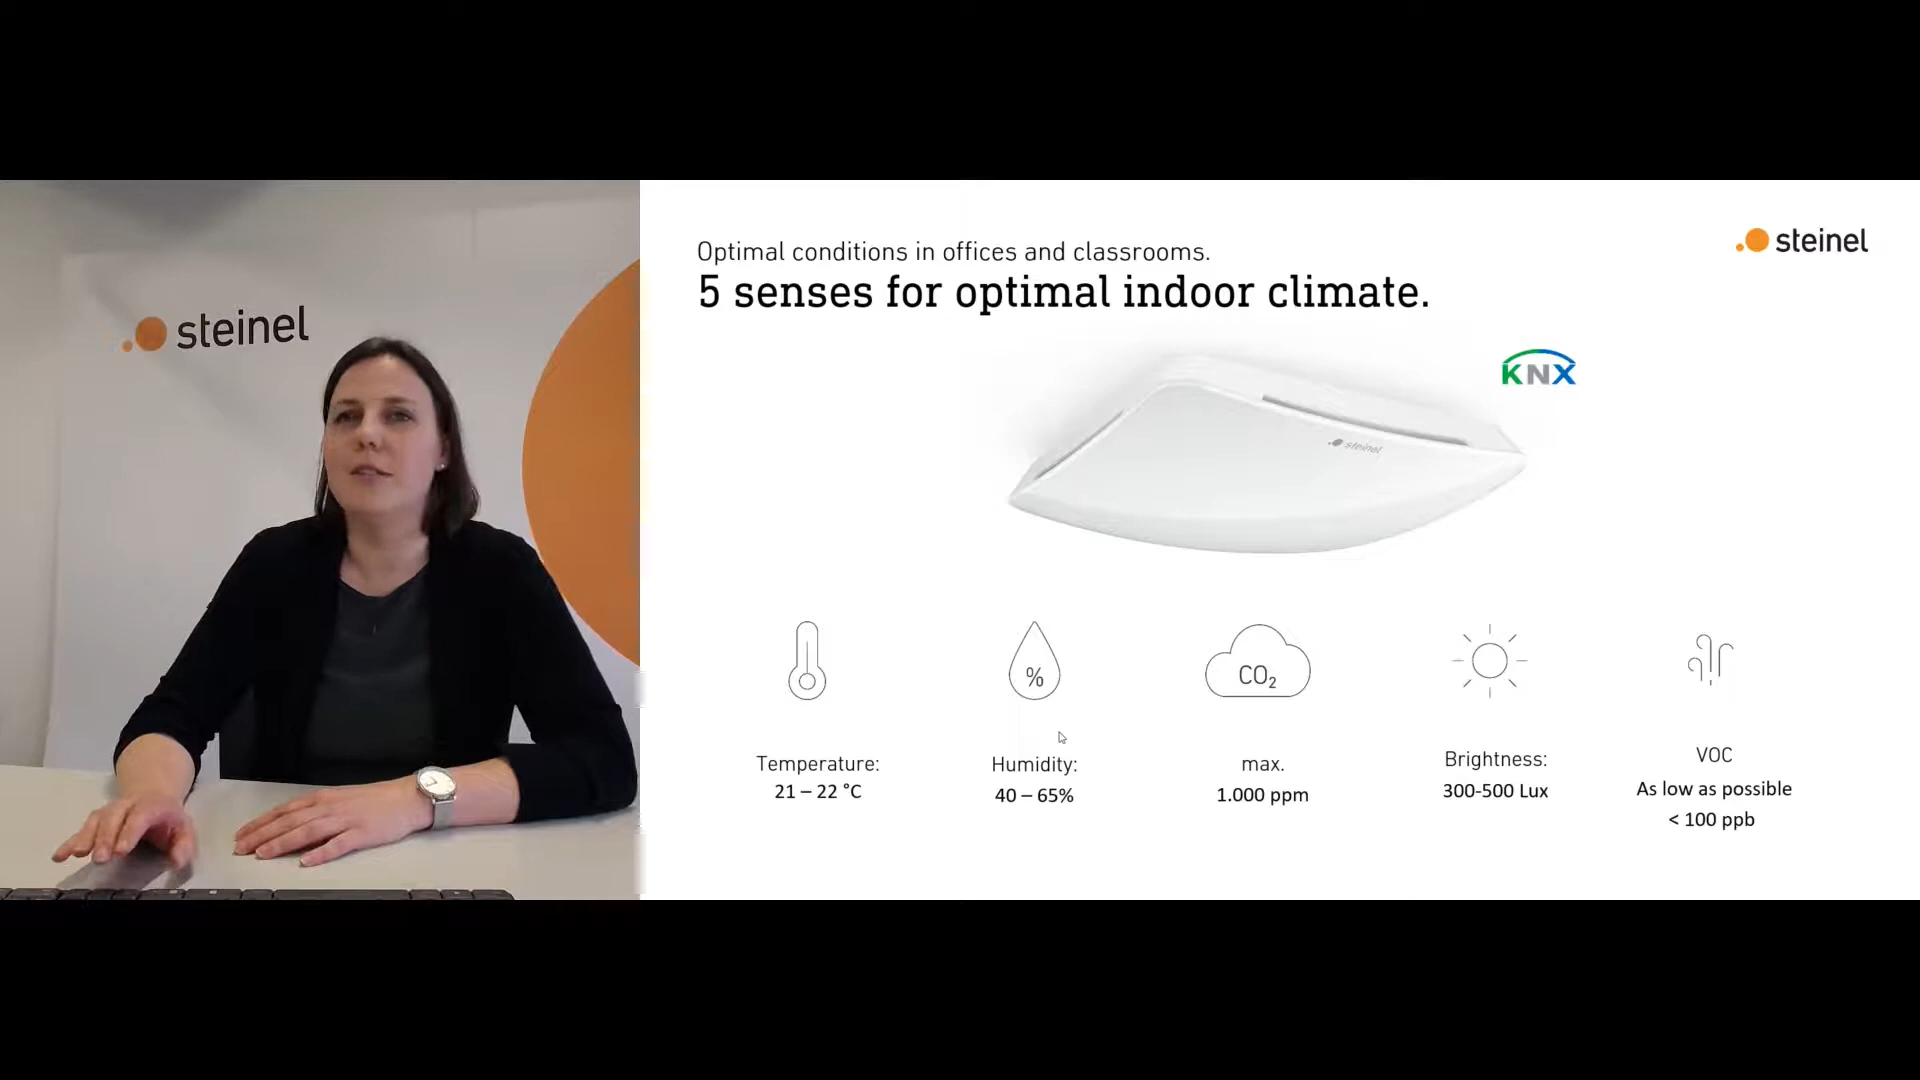 steinel
Optimal conditions in offices and classrooms.
5 senses for optimal indoor climate.
steinel
KNX
steinel
%
CO₂
Temperature:
21 – 22 °C
Humidity:
40 – 65%
max.
1.000 ppm
Brightness:
300-500 Lux
VOC
As low as possible
< 100 ppb